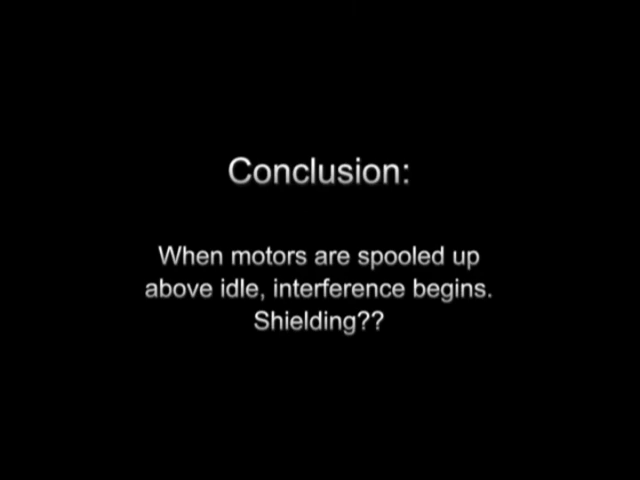 Conclusion:
When motors are spooled up
above idle, interference begins.
Shielding??